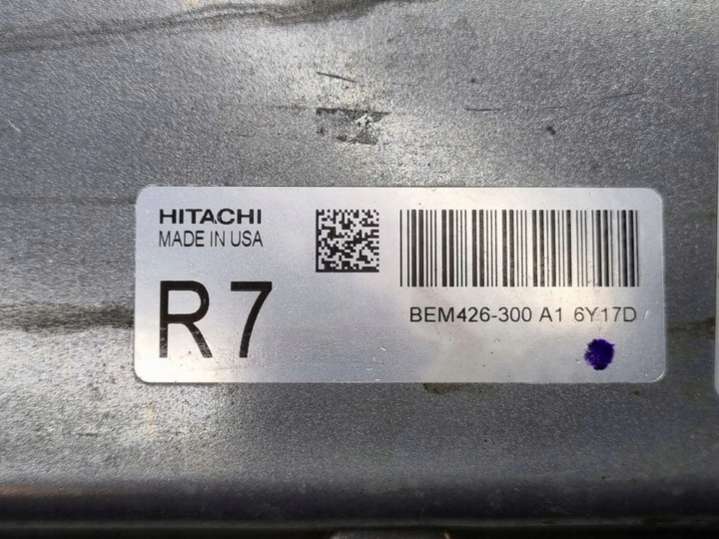 HITACHI
MADE IN USA
R7
BEM426-300 A1 6Y17D